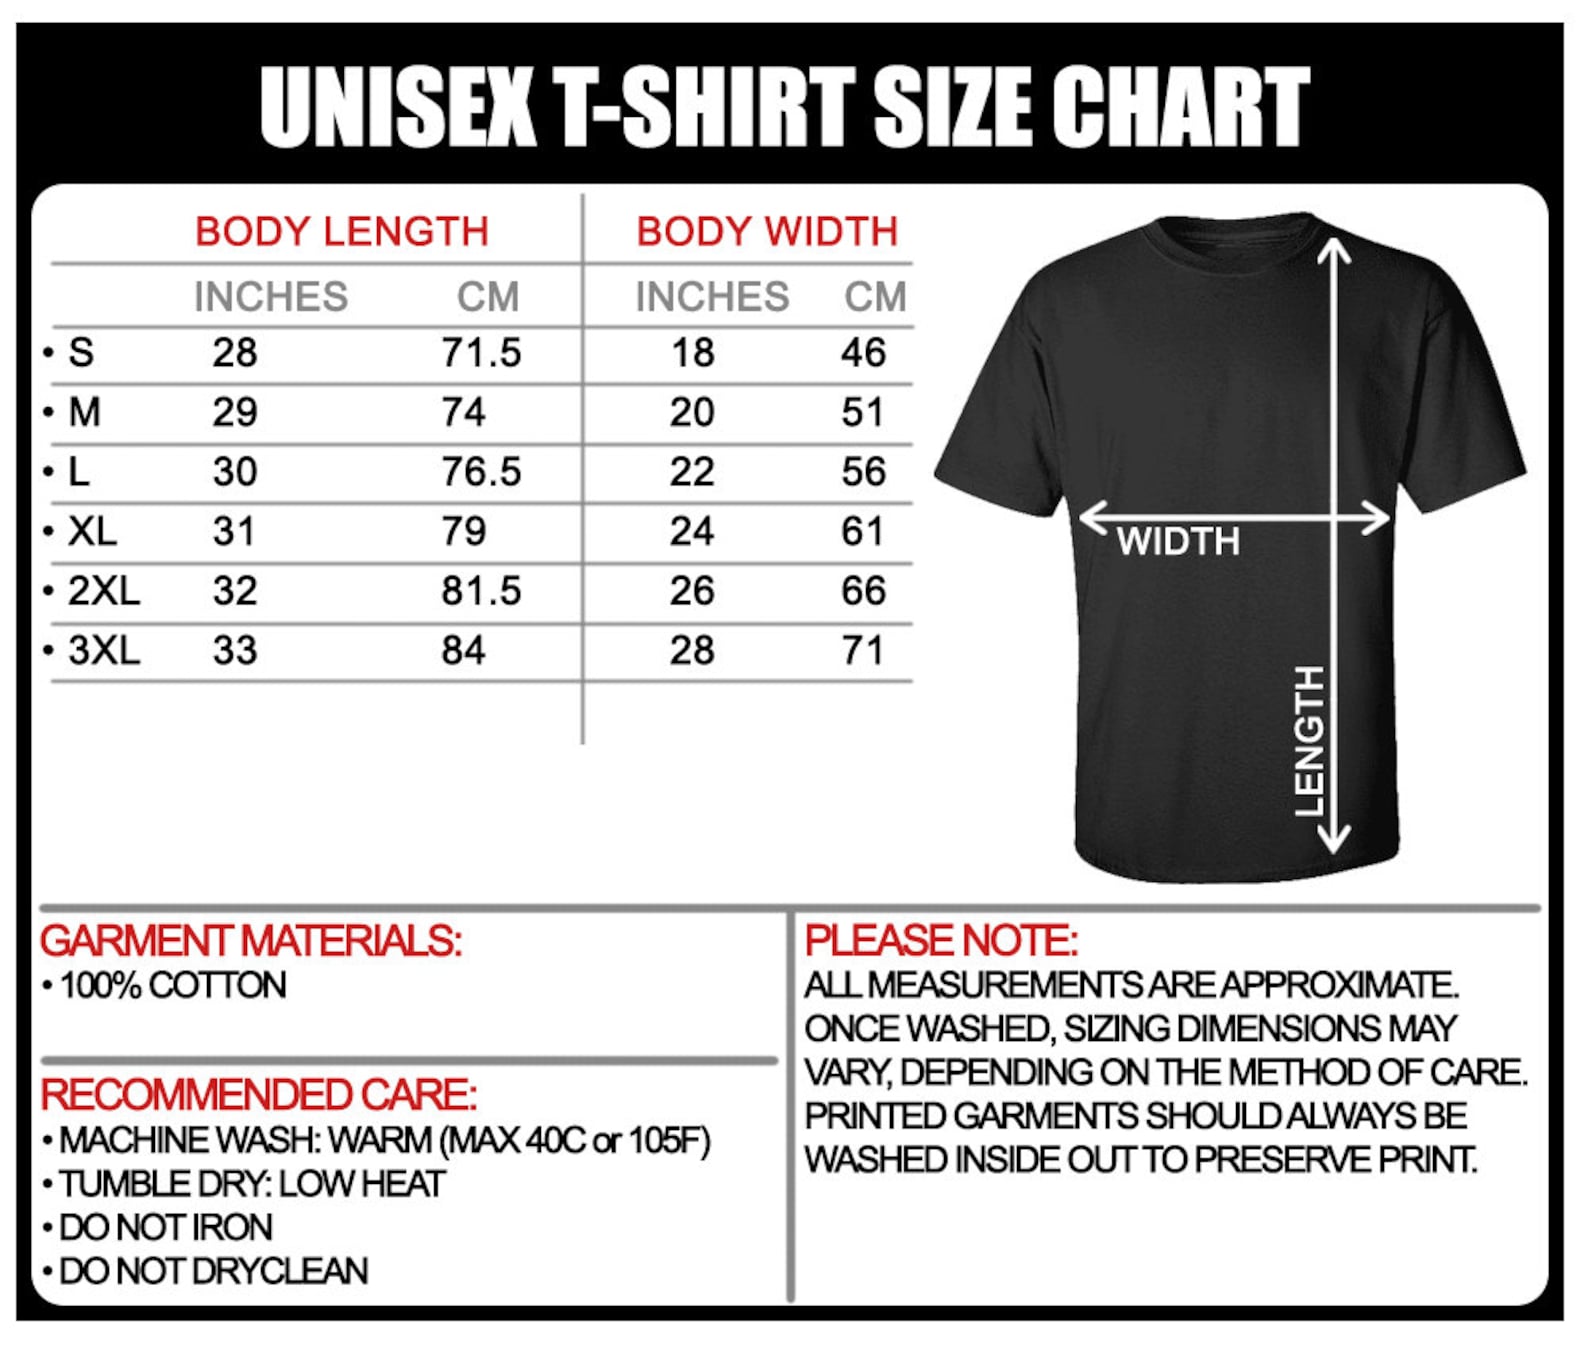 UNISEX T-SHIRT SIZE CHART
BODY LENGTH BODY WIDTH
INCHES CM INCHES CM
• S 28 71.5 18 46
• M 29 74 20 51
• L 30 76.5 22 56
• XL 31 79 24 61
• 2XL 32 81.5 26 66
• 3XL 33 84 28 71
WIDTH
LENGTH
GARMENT MATERIALS:
• 100% COTTON
RECOMMENDED CARE:
• MACHINE WASH: WARM (MAX 40C or 105F)
• TUMBLE DRY: LOW HEAT
• DO NOT IRON
• DO NOT DRYCLEAN
PLEASE NOTE:
ALL MEASUREMENTS ARE APPROXIMATE.
ONCE WASHED, SIZING DIMENSIONS MAY
VARY, DEPENDING ON THE METHOD OF CARE.
PRINTED GARMENTS SHOULD ALWAYS BE
WASHED INSIDE OUT TO PRESERVE PRINT.